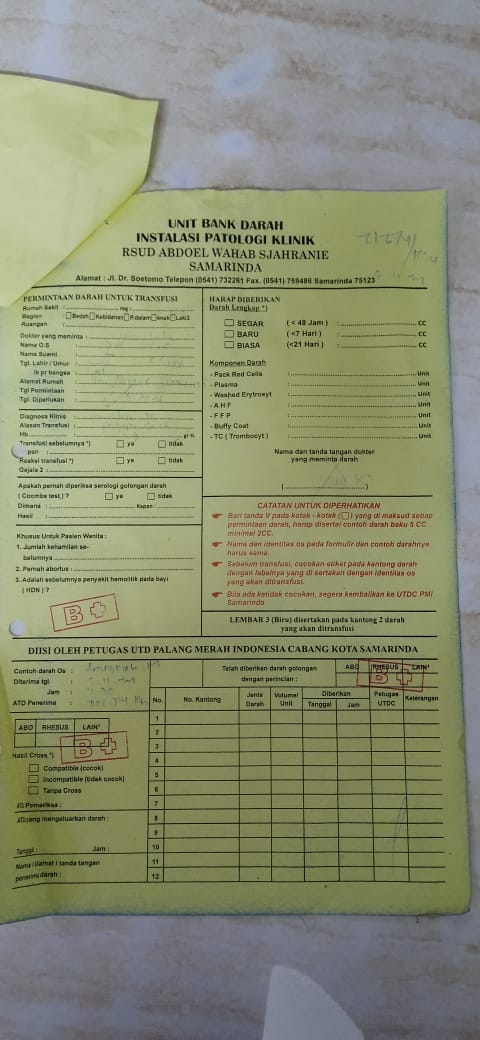 UNIT BANK DARAH
INSTALASI PATOLOGI KLINIK
RSUD ABDOEL WAHAB SJAHRANIE
SAMARINDA
Alamat : Jl. Dr. Soetomo Telepon (0541) 732261 Fax. (0541) 759486 Samarinda 75123
PERMINTAAN DARAH UNTUK TRANSFUSI
Rumah Sakit : reg :
Bagian : Bedah Kebidanan P.dalam anak Laki2
Ruangan :
Dokter yang meminta :
Nama O.S :
Nama Suami :
Tgl. Lahir / Umur :
Alamat Rumah :
Tgl Permintaan :
Tgl. Diperlukan :
Diagnosa Klinis :
Alasan Transfusi :
Hb : gr %
Transfusi sebelumnya *) ya tidak
pan :
Reaksi transfusi *) ya tidak
Gejala 2 :
Apakah pernah diperiksa serologi golongan darah
( Coombs test,) ? ya tidak
Dimana : Kapan :
Hasil :
Khusus Untuk Pasien Wanita :
1. Jumlah kehamilan se-
belumnya
2. Pernah abortus :
3. Adakah sebelumnya penyakit hemolitik pada bayi
( HDN ) ?
B+
HARAP DIBERIKAN
Darah Lengkap *)
SEGAR ( < 48 Jam ) : CC
BARU ( <7 Hari ) : CC
BIASA (<21 Hari ) : CC
Komponen Darah
- Pack Red Celis : Unit
- Plasma : Unit
- Washed Erytrosyt : Unit
- A H F : Unit
- F F P : Unit
- Buffy Coat : Unit
- TC ( Trombocyt ) : Unit
Nama dan tanda tangan dokter
yang meminta darah
CATATAN UNTUK DIPERHATIKAN
Beri tanda V pada kotak - kotak ( ) yang di maksud setiap
permintaan darah, harap disertai contoh darah beku 5 CC
minimal 2CC.
Nama dan identitas os pada formulir dan contoh darahnya
harus sama.
Sebelum transfusi, cocokan etiket pada kantong darah
dengan labelnya yang di sertakan dengan identitas os
yang akan ditransfusi.
Bila ada ketidak cocokan, segera kembalikan ke UTDC PMI
Samarinda
LEMBAR 3 (Biru) disertakan pada kantong 2 darah
yang akan ditransfusi
DIISI OLEH PETUGAS UTD PALANG MERAH INDONESIA CABANG KOTA SAMARINDA
Contoh darah Os :
Diterima tgl. :
Jam :
ATD Penerima :
Telah diberikan darah golongan
dengan perincian :
ABO RHESUS LAIN²
B+
ABO RHESUS LAIN²
B+
Hasil Cross *)
Compatible (cocok)
Incompatible (tidak cocok)
Tanpa Cross
ATD Pemeriksa :
ATD yang mengeluarkan darah :
Tanggal : Jam :
Nama / alamat / tanda tangan
penerima darah :
No. No. Kantong Jenis Darah Volume/ Unit Diberikan Tanggal Jam Petugas UTDC Keterangan
1
2
3
4
5
6
7
8
9
10
11
12